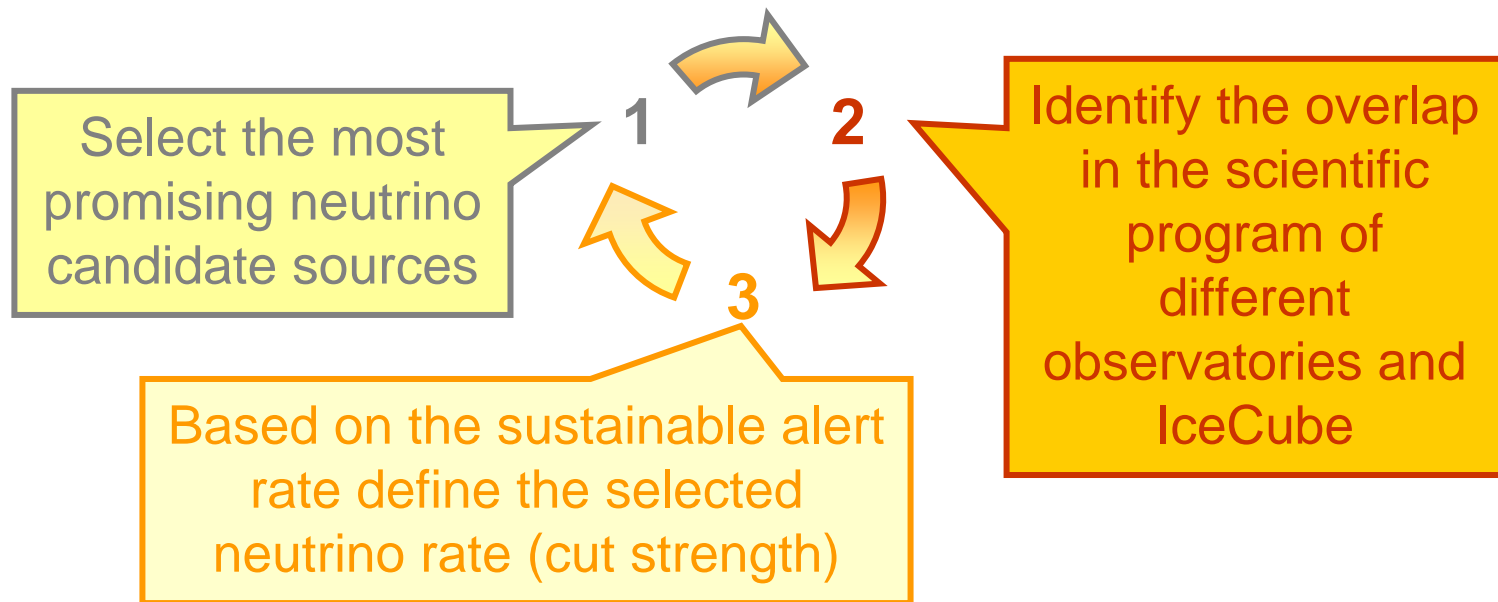 1
Select the most
promising neutrino
candidate sources
2
Identify the overlap
in the scientific
program of
different
observatories and
IceCube
3
Based on the sustainable alert
rate define the selected
neutrino rate (cut strength)